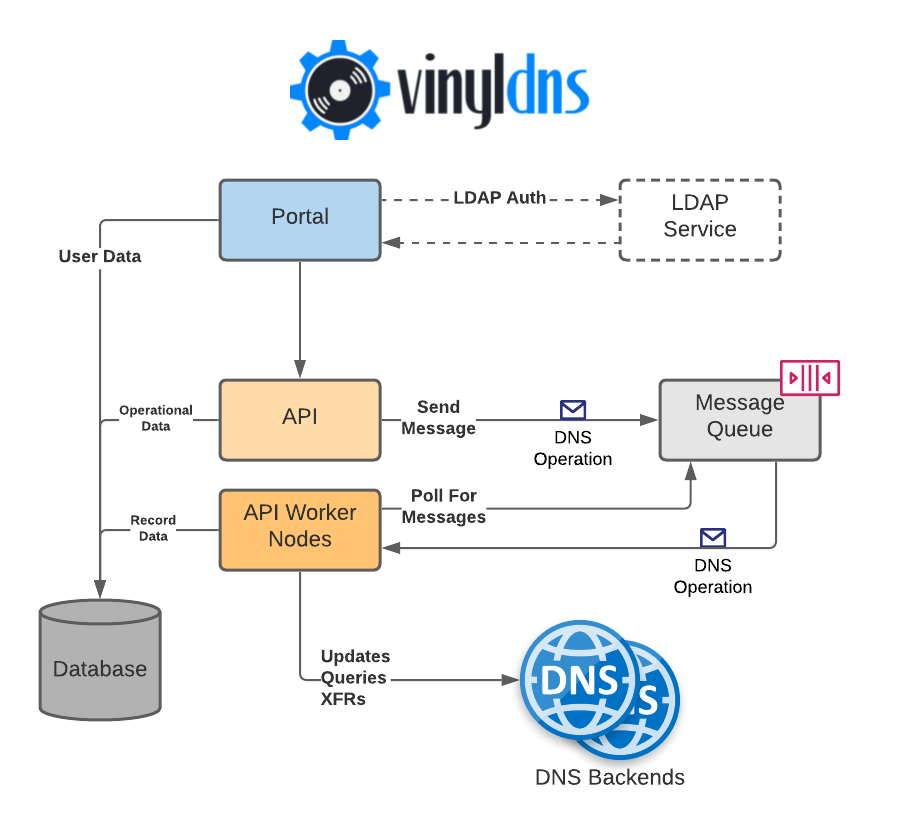 vinyldns
Portal
LDAP Auth
LDAP
Service
User Data
API
Operational
Data
Send
Message
DNS
Operation
Message
Queue
API Worker
Nodes
Record
Data
Poll For
Messages
DNS
Operation
Database
Updates
Queries
XFRs
DNS
S
DNS Backends